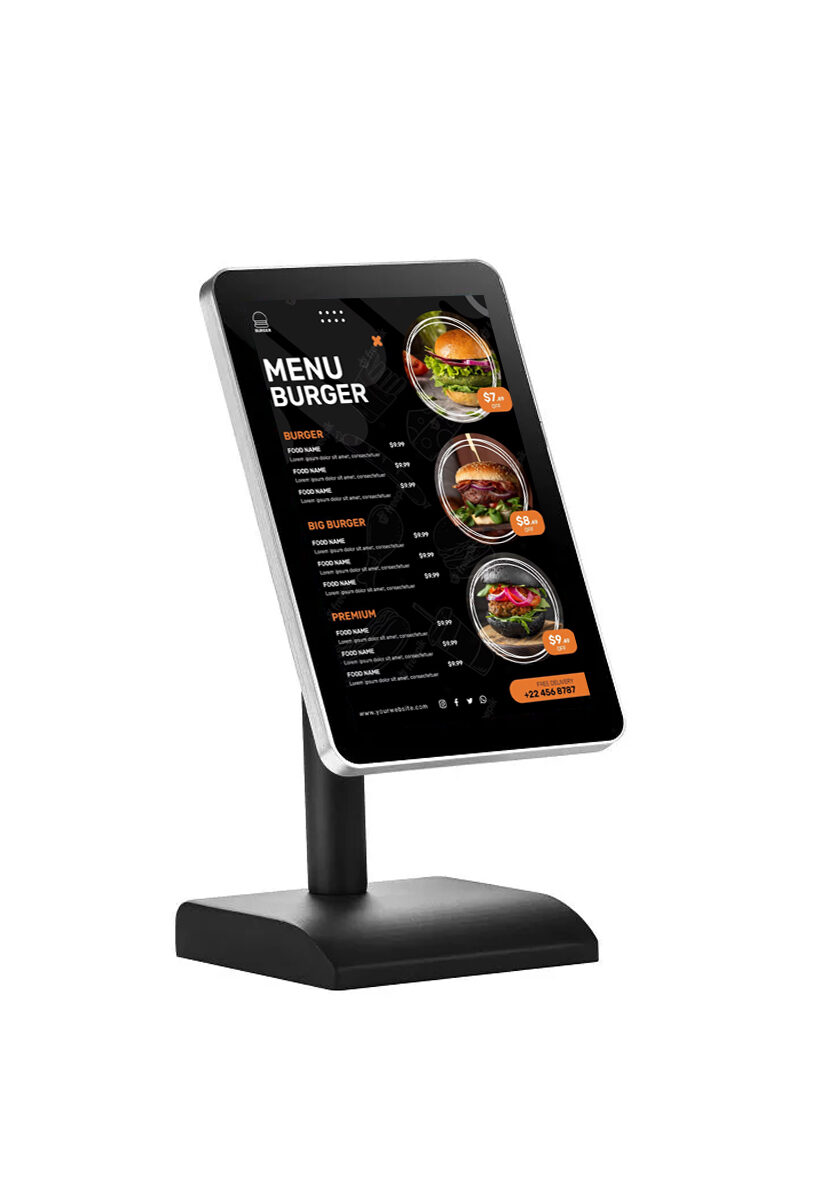 BURGER
MENU
BURGER
$7.69
BURGER
FOOD NAME $9.99
Lorem ipsum dolor sit amet, consectetuer
FOOD NAME $9.99
Lorem ipsum dolor sit amet, consectetuer
FOOD NAME $9.99
Lorem ipsum dolor sit amet, consectetuer
$8.49
BIG BURGER
FOOD NAME $9.99
Lorem ipsum dolor sit amet, consectetuer
FOOD NAME $9.99
Lorem ipsum dolor sit amet, consectetuer
FOOD NAME $9.99
Lorem ipsum dolor sit amet, consectetuer
PREMIUM
FOOD NAME $9.99
Lorem ipsum dolor sit amet, consectetuer
FOOD NAME $9.99
Lorem ipsum dolor sit amet, consectetuer
FOOD NAME $9.99
Lorem ipsum dolor sit amet, consectetuer
OFF
FREE DELIVERY
+22 456 8787
www.yourwebsite.com